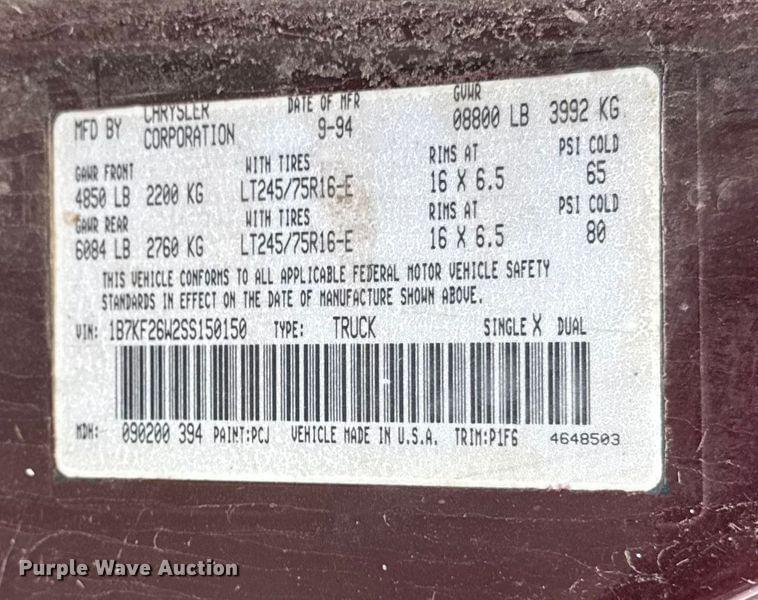 MFD BY CHRYSLER CORPORATION DATE OF MFR 9-94 GVWR 08800 LB 3992 KG
GAWR FRONT WITH TIRES RIMS AT PSI COLD
4850 LB 2200 KG LT245/75R16-E 16 X 6.5 65
GAWR REAR WITH TIRES RIMS AT PSI COLD
6084 LB 2760 KG LT245/75R16-E 16 X 6.5 80
THIS VEHICLE CONFORMS TO ALL APPLICABLE FEDERAL MOTOR VEHICLE SAFETY
STANDARDS IN EFFECT ON THE DATE OF MANUFACTURE SHOWN ABOVE.
VIN: 1B7KF26W2SS150150 TYPE: TRUCK SINGLE X DUAL
MDH: 090200 394 PAINT:PCJ VEHICLE MADE IN U.S.A. TRIM:P1F6 4648503
Purple Wave Auction